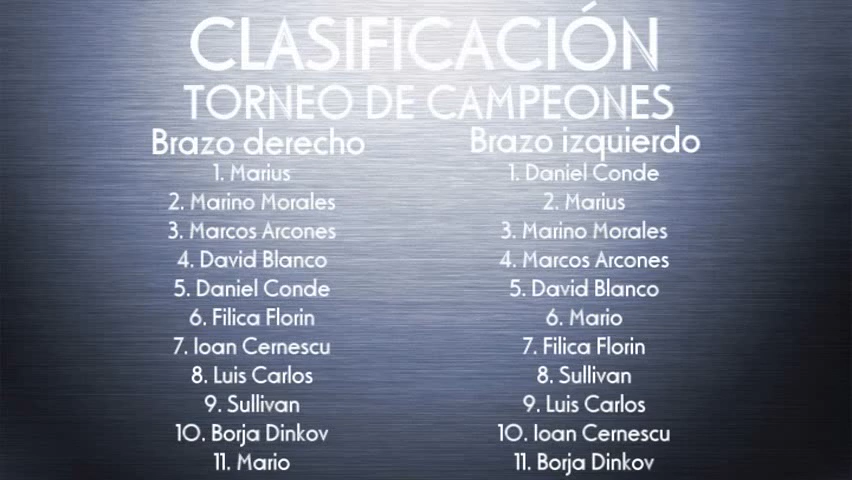 CLASIFICACIÓN
TORNEO DE CAMPEONES
Brazo derecho
1. Marius
2. Marino Morales
3. Marcos Arcones
4. David Blanco
5. Daniel Conde
6. Filica Florin
7. Ioan Cernescu
8. Luis Carlos
9. Sullivan
10. Borja Dinkov
11. Mario
Brazo izquierdo
1. Daniel Conde
2. Marius
3. Marino Morales
4. Marcos Arcones
5. David Blanco
6. Mario
7. Filica Florin
8. Sullivan
9. Luis Carlos
10. Ioan Cernescu
11. Borja Dinkov